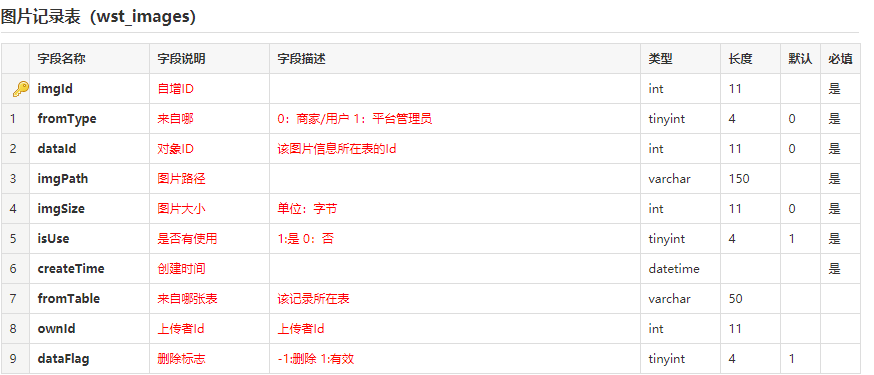 图片记录表（wst_images）
字段名称 字段说明 字段描述 类型 长度 默认 必填
imgId 自增ID int 11 是
1 fromType 来自哪 0：商家/用户 1：平台管理员 tinyint 4 0 是
2 dataId 对象ID 该图片信息所在表的Id int 11 0 是
3 imgPath 图片路径 varchar 150 是
4 imgSize 图片大小 单位：字节 int 11 0 是
5 isUse 是否有使用 1:是 0：否 tinyint 4 1 是
6 createTime 创建时间 datetime 是
7 fromTable 来自哪张表 该记录所在表 varchar 50
8 ownId 上传者Id 上传者Id int 11
9 dataFlag 删除标志 -1:删除 1:有效 tinyint 4 1